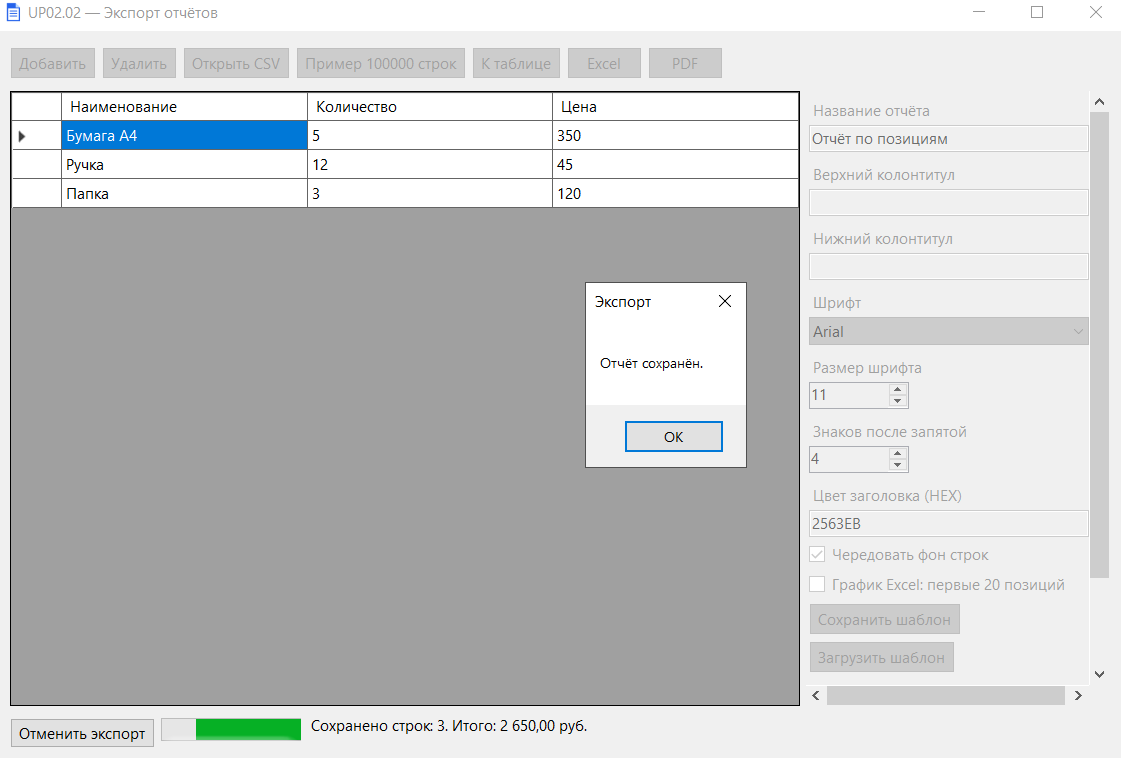 UP02.02 — Экспорт отчётов
Добавить Удалить Открыть CSV Пример 100000 строк К таблице Excel PDF
Наименование Количество Цена
Бумага А4 5 350
Ручка 12 45
Папка 3 120
Название отчёта
Отчёт по позициям
Верхний колонтитул
Нижний колонтитул
Шрифт
Arial
Размер шрифта
11
Знаков после запятой
4
Цвет заголовка (HEX)
2563EB
Чередовать фон строк
График Excel: первые 20 позиций
Сохранить шаблон
Загрузить шаблон
Экспорт
Отчёт сохранён.
ОК
Отменить экспорт
Сохранено строк: 3. Итого: 2 650,00 руб.